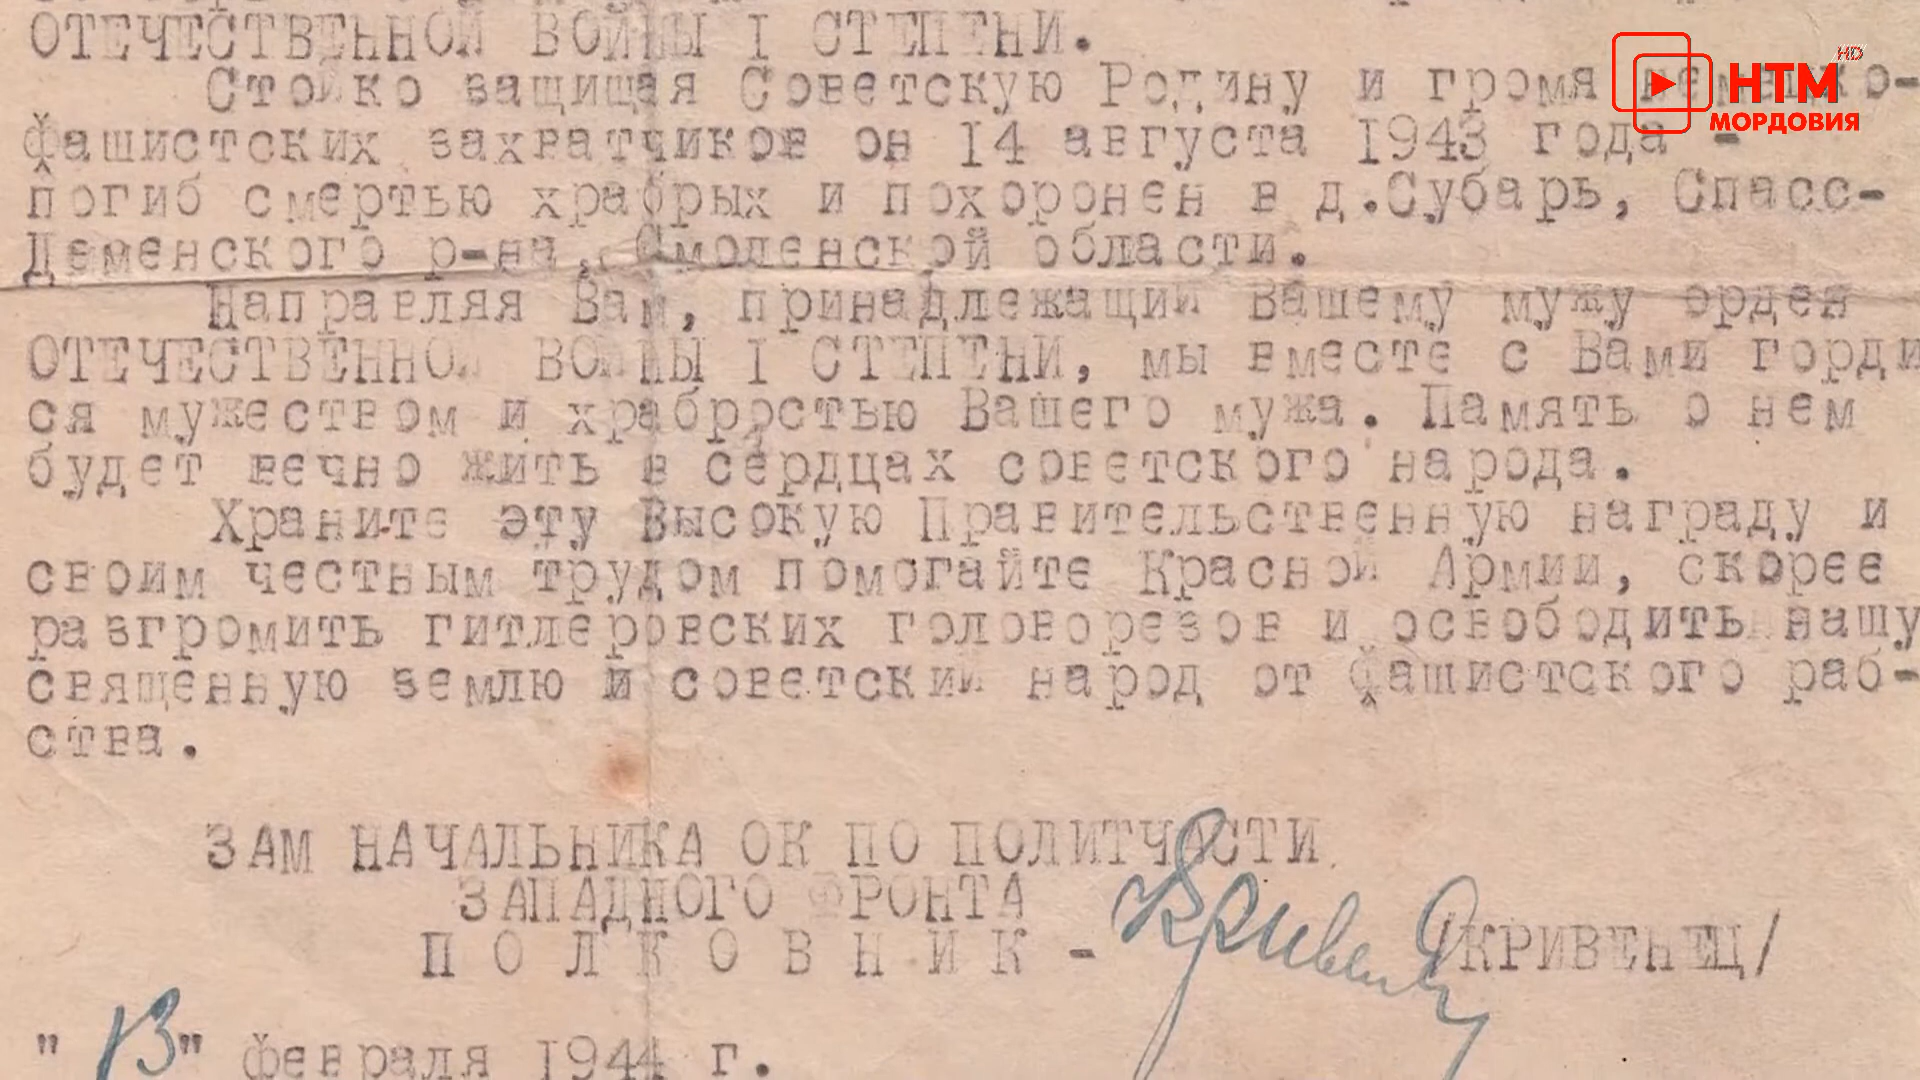 ОТЕЧЕСТВЕННОЙ ВОЙНЫ I СТЕПЕНИ.
Стойко защищая Советскую Родину и громя немецко-
фашистских захватчиков он 14 августа 1943 года -
погиб смертью храбрых и похоронен в д.Субарь, Спасс-
Деменского р-на, Смоленской области.
Направляя Вам, принадлежащий Вашему мужу орден
ОТЕЧЕСТВЕННОЙ ВОЙНЫ I СТЕПЕНИ, мы вместе с Вами горди
ся мужеством и храбростью Вашего мужа. Память о нем
будет вечно жить в сердцах советского народа.
Храните эту Высокую Правительственную награду и
своим честным трудом помогайте Красной Армии, скорее
разгромить гитлеровских головорезов и освободить нашу
священную землю и советский народ от фашистского раб-
ства.
ЗАМ НАЧАЛЬНИКА ОК ПО ПОЛИТЧАСТИ
ЗАПАДНОГО ФРОНТА
ПОЛКОВНИК - /КРИВЕНЕЦ/
"13" февраля 1944 г.
НТМ HD
МОРДОВИЯ